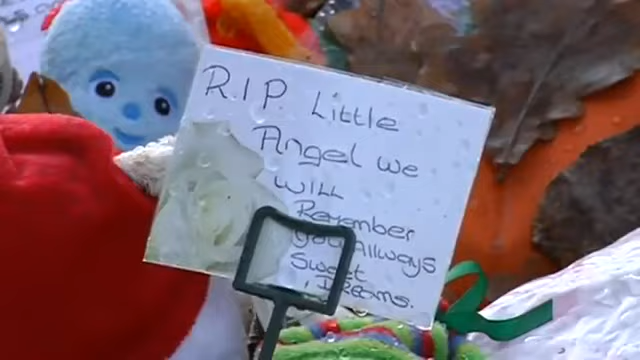 R.I.P. Little
Angel we
will
Remember
you Allways
Sweet
Dreams.